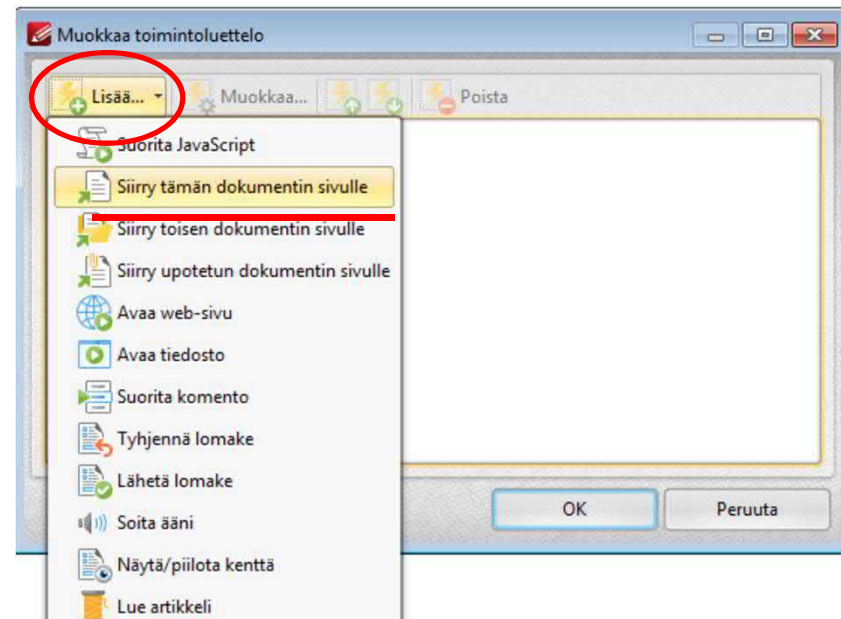 Muokkaa toimintoluettelo
Lisää... Muokkaa... Poista
Suorita JavaScript
Siirry tämän dokumentin sivulle
Siirry toisen dokumentin sivulle
Siirry upotetun dokumentin sivulle
Avaa web-sivu
Avaa tiedosto
Suorita komento
Tyhjennä lomake
Lähetä lomake
Soita ääni
Näytä/piilota kenttä
Lue artikkeli
OK Peruuta